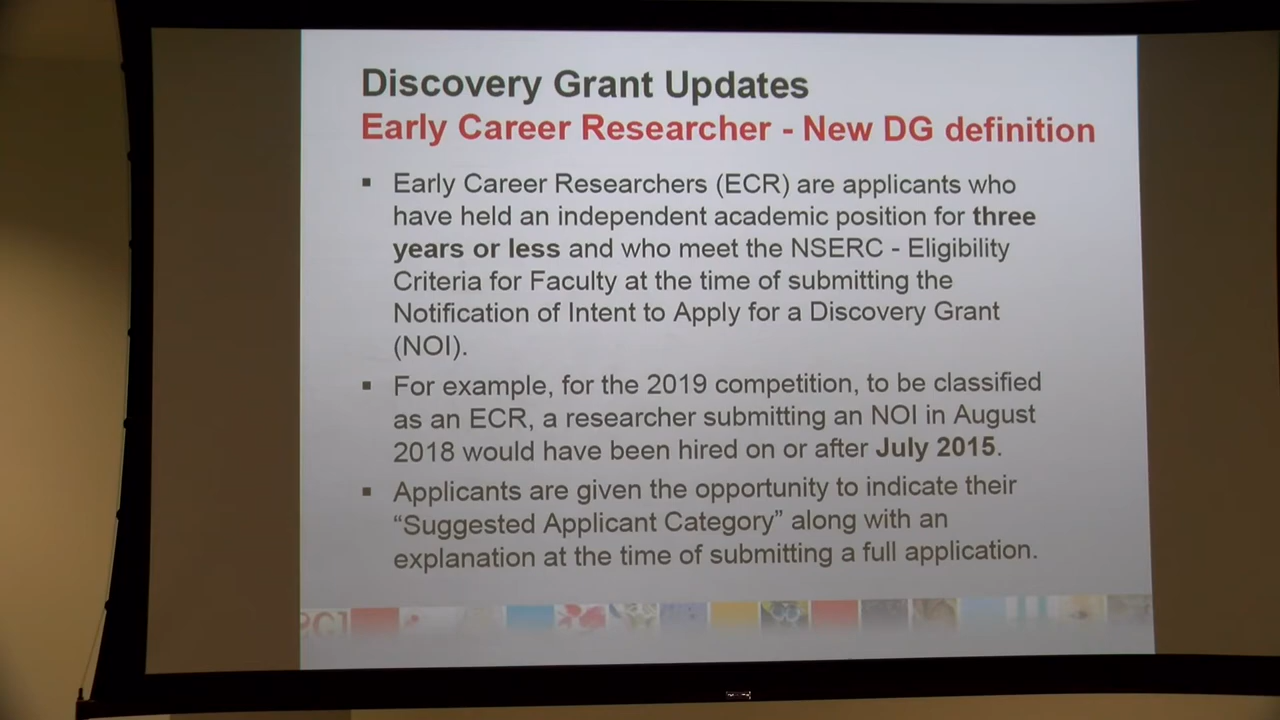 Discovery Grant Updates
Early Career Researcher - New DG definition
▪ Early Career Researchers (ECR) are applicants who
have held an independent academic position for three
years or less and who meet the NSERC - Eligibility
Criteria for Faculty at the time of submitting the
Notification of Intent to Apply for a Discovery Grant
(NOI).
▪ For example, for the 2019 competition, to be classified
as an ECR, a researcher submitting an NOI in August
2018 would have been hired on or after July 2015.
▪ Applicants are given the opportunity to indicate their
“Suggested Applicant Category” along with an
explanation at the time of submitting a full application.